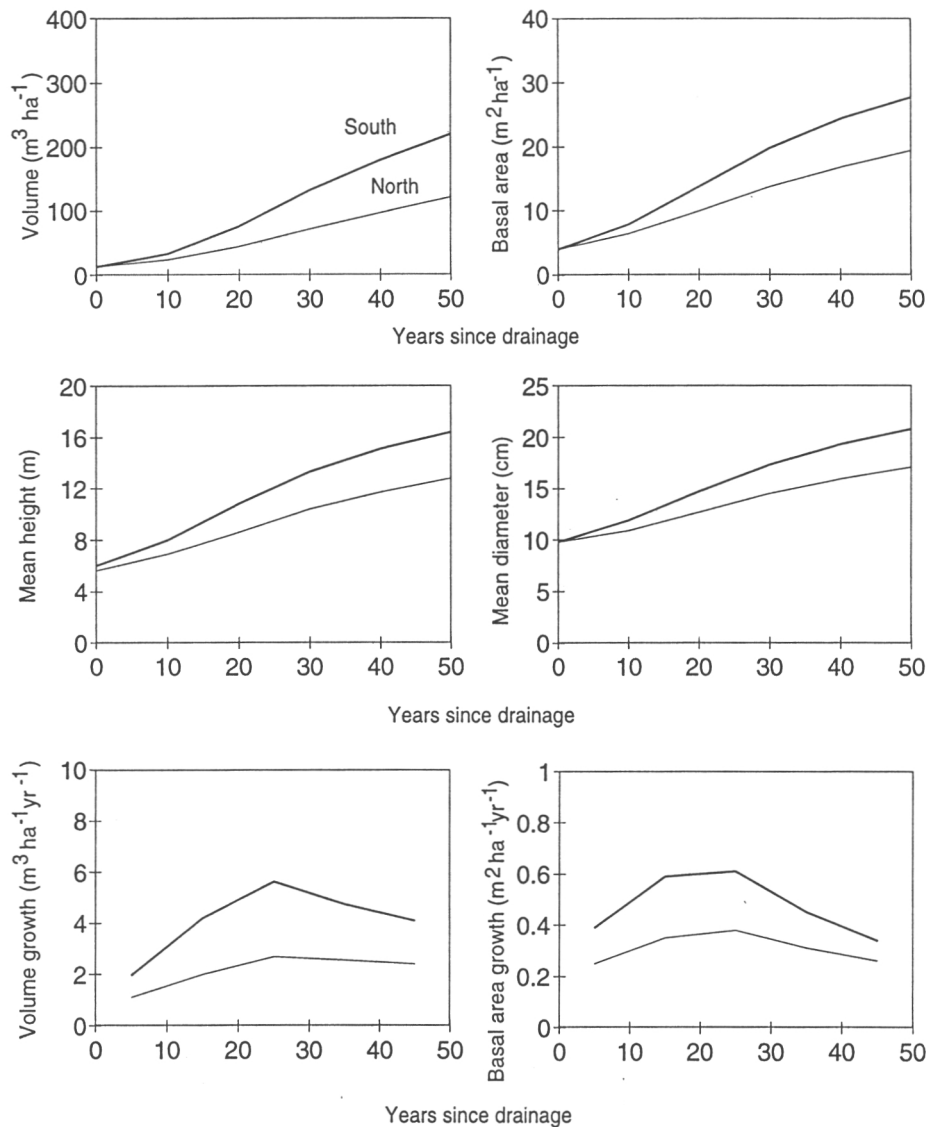 Volume (m³ ha⁻¹)
400
300
200
100
0
South
North
0 10 20 30 40 50
Basal area (m² ha⁻¹)
40
30
20
10
0
0 10 20 30 40 50
Years since drainage
Mean height (m)
20
16
12
8
4
0
0 10 20 30 40 50
Mean diameter (cm)
25
20
15
10
5
0
0 10 20 30 40 50
Years since drainage
Volume growth (m³ ha⁻¹yr⁻¹)
10
8
6
4
2
0
0 10 20 30 40 50
Basal area growth (m² ha⁻¹yr⁻¹)
1
0.8
0.6
0.4
0.2
0
0 10 20 30 40 50
Years since drainage